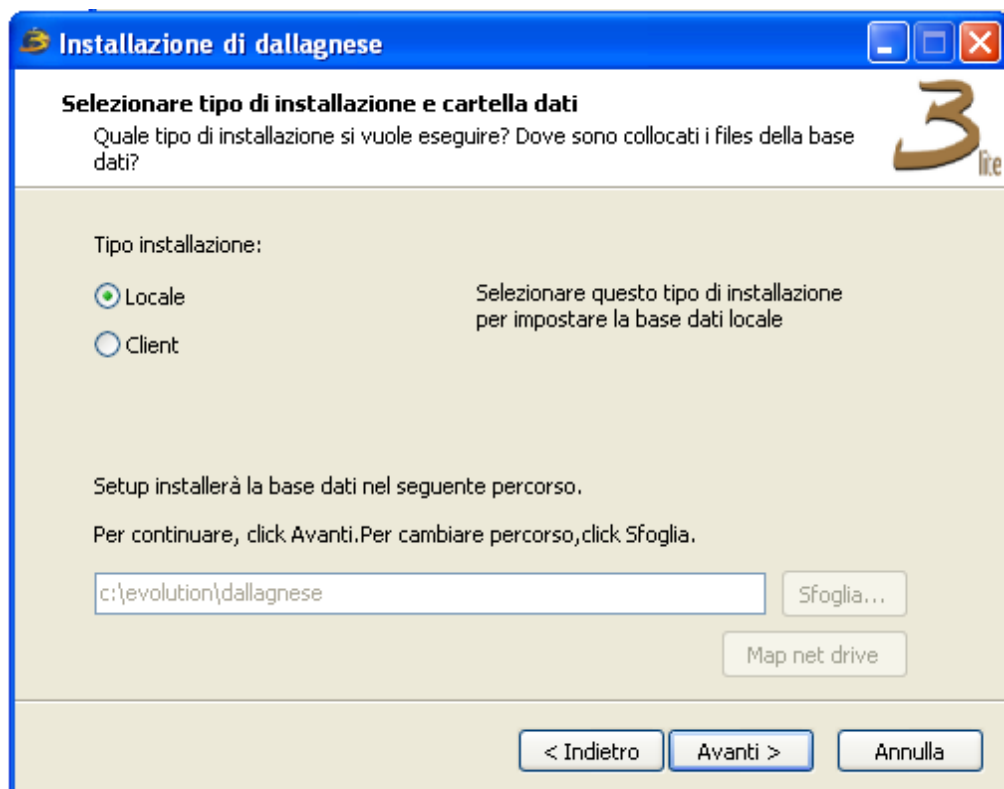 Installazione di dallagnese
Selezionare tipo di installazione e cartella dati
Quale tipo di installazione si vuole eseguire? Dove sono collocati i files della base
dati?
3
lite
Tipo installazione:
Locale
Client
Selezionare questo tipo di installazione
per impostare la base dati locale
Setup installerà la base dati nel seguente percorso.
Per continuare, click Avanti.Per cambiare percorso,click Sfoglia.
c:\evolution\dallagnese
Sfoglia...
Map net drive
< Indietro
Avanti >
Annulla